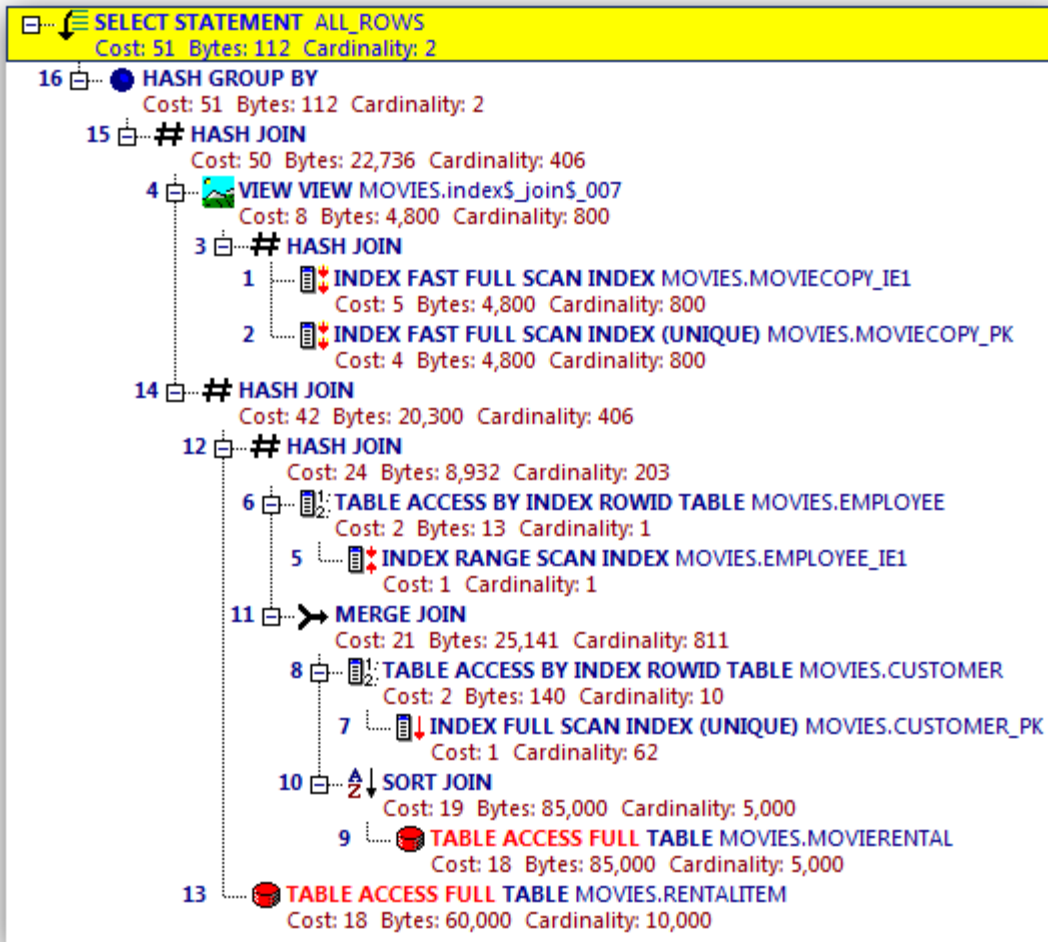 SELECT STATEMENT ALL_ROWS
Cost: 51 Bytes: 112 Cardinality: 2
16 HASH GROUP BY
Cost: 51 Bytes: 112 Cardinality: 2
15 HASH JOIN
Cost: 50 Bytes: 22,736 Cardinality: 406
4 VIEW VIEW MOVIES.index$_join$_007
Cost: 8 Bytes: 4,800 Cardinality: 800
3 HASH JOIN
1 INDEX FAST FULL SCAN INDEX MOVIES.MOVIECOPY_IE1
Cost: 5 Bytes: 4,800 Cardinality: 800
2 INDEX FAST FULL SCAN INDEX (UNIQUE) MOVIES.MOVIECOPY_PK
Cost: 4 Bytes: 4,800 Cardinality: 800
14 HASH JOIN
Cost: 42 Bytes: 20,300 Cardinality: 406
12 HASH JOIN
Cost: 24 Bytes: 8,932 Cardinality: 203
6 TABLE ACCESS BY INDEX ROWID TABLE MOVIES.EMPLOYEE
Cost: 2 Bytes: 13 Cardinality: 1
5 INDEX RANGE SCAN INDEX MOVIES.EMPLOYEE_IE1
Cost: 1 Cardinality: 1
11 MERGE JOIN
Cost: 21 Bytes: 25,141 Cardinality: 811
8 TABLE ACCESS BY INDEX ROWID TABLE MOVIES.CUSTOMER
Cost: 2 Bytes: 140 Cardinality: 10
7 INDEX FULL SCAN INDEX (UNIQUE) MOVIES.CUSTOMER_PK
Cost: 1 Cardinality: 62
10 SORT JOIN
Cost: 19 Bytes: 85,000 Cardinality: 5,000
9 TABLE ACCESS FULL TABLE MOVIES.MOVIERENTAL
Cost: 18 Bytes: 85,000 Cardinality: 5,000
13 TABLE ACCESS FULL TABLE MOVIES.RENTALITEM
Cost: 18 Bytes: 60,000 Cardinality: 10,000